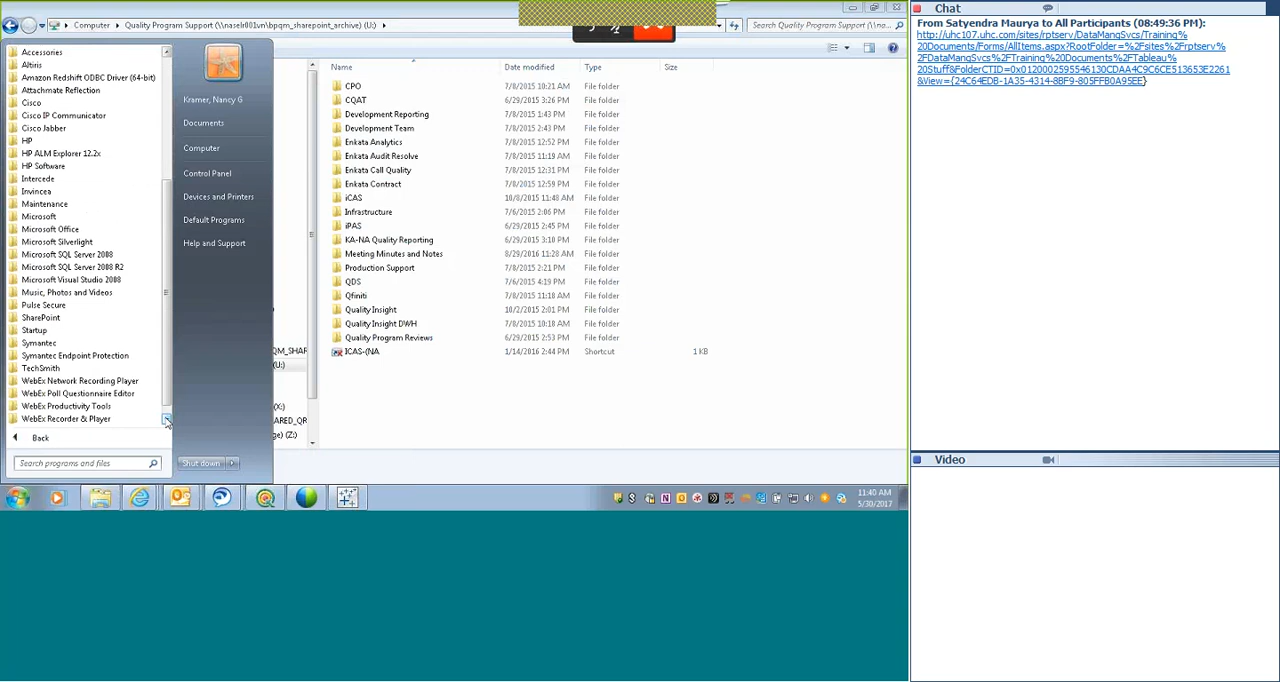 Computer ▸ Quality Program Support (\\naselr001vn\bpqm_sharepoint_archive) (U:) ▸
Search Quality Program Support (\\na...
Accessories
Altiris
Amazon Redshift ODBC Driver (64-bit)
Attachmate Reflection
Cisco
Cisco IP Communicator
Cisco Jabber
HP
HP ALM Explorer 12.2x
HP Software
Intercede
Invincea
Maintenance
Microsoft
Microsoft Office
Microsoft Silverlight
Microsoft SQL Server 2008
Microsoft SQL Server 2008 R2
Microsoft Visual Studio 2008
Music, Photos and Videos
Pulse Secure
SharePoint
Startup
Symantec
Symantec Endpoint Protection
TechSmith
WebEx Network Recording Player
WebEx Poll Questionnaire Editor
WebEx Productivity Tools
WebEx Recorder & Player
Back
Search programs and files
Kramer, Nancy G
Documents
Computer
Control Panel
Devices and Printers
Default Programs
Help and Support
Shut down
QM_SHAR
(U:)
(X:)
ARED_QR
ge) (Z:)
Name Date modified Type Size
CPO 7/8/2015 10:21 AM File folder
CQAT 6/29/2015 3:26 PM File folder
Development Reporting 7/8/2015 1:43 PM File folder
Development Team 7/8/2015 2:43 PM File folder
Enkata Analytics 7/8/2015 12:52 PM File folder
Enkata Audit Resolve 7/8/2015 11:19 AM File folder
Enkata Call Quality 7/8/2015 12:31 PM File folder
Enkata Contract 7/8/2015 12:59 PM File folder
iCAS 10/8/2015 11:48 AM File folder
Infrastructure 7/6/2015 2:06 PM File folder
iPAS 6/29/2015 2:45 PM File folder
KA-NA Quality Reporting 6/29/2015 3:10 PM File folder
Meeting Minutes and Notes 8/29/2016 11:28 AM File folder
Production Support 7/8/2015 2:21 PM File folder
QDS 7/6/2015 4:19 PM File folder
Qfiniti 7/8/2015 11:18 AM File folder
Quality Insight 10/2/2015 2:01 PM File folder
Quality Insight DWH 7/8/2015 10:18 AM File folder
Quality Program Reviews 6/29/2015 2:53 PM File folder
ICAS-(NA 1/14/2016 2:44 PM Shortcut 1 KB
11:40 AM
5/30/2017
Chat
From Satyendra Maurya to All Participants (08:49:36 PM):
http://uhc107.uhc.com/sites/rptserv/DataMangSvcs/Training%
20Documents/Forms/AllItems.aspx?RootFolder=%2Fsites%2Frptserv%
2FDataMangSvcs%2FTraining%20Documents%2FTableau%
20Stuff&FolderCTID=0x0120002595546130CDAA4C9C6CE513653E2261
&View={24C64EDB-1A35-4314-8BF9-805FFB0A95EE}
Video